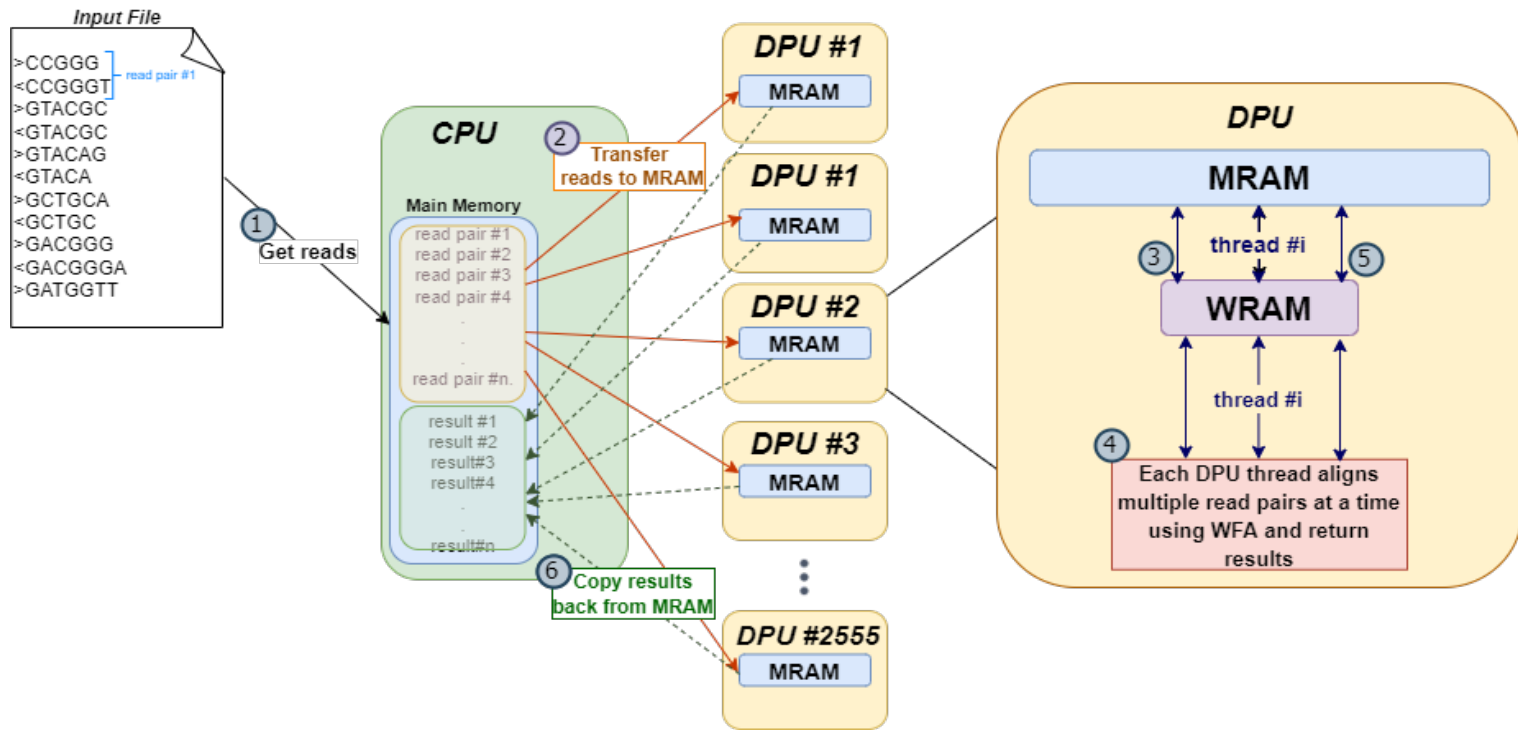 Input File
>CCGGG
<CCGGGT
read pair #1
>GTACGC
<GTACGC
>GTACAG
<GTACA
>GCTGCA
<GCTGC
>GACGGG
<GACGGGA
>GATGGTT
1
Get reads
CPU
Main Memory
read pair #1
read pair #2
read pair #3
read pair #4
.
.
.
read pair #n.
result #1
result #2
result#3
result#4
.
.
result#n
2
Transfer
reads to MRAM
6
Copy results
back from MRAM
DPU #1
MRAM
DPU #1
MRAM
DPU #2
MRAM
DPU #3
MRAM
DPU #2555
MRAM
DPU
MRAM
3
thread #i
5
WRAM
thread #i
4
Each DPU thread aligns
multiple read pairs at a time
using WFA and return
results